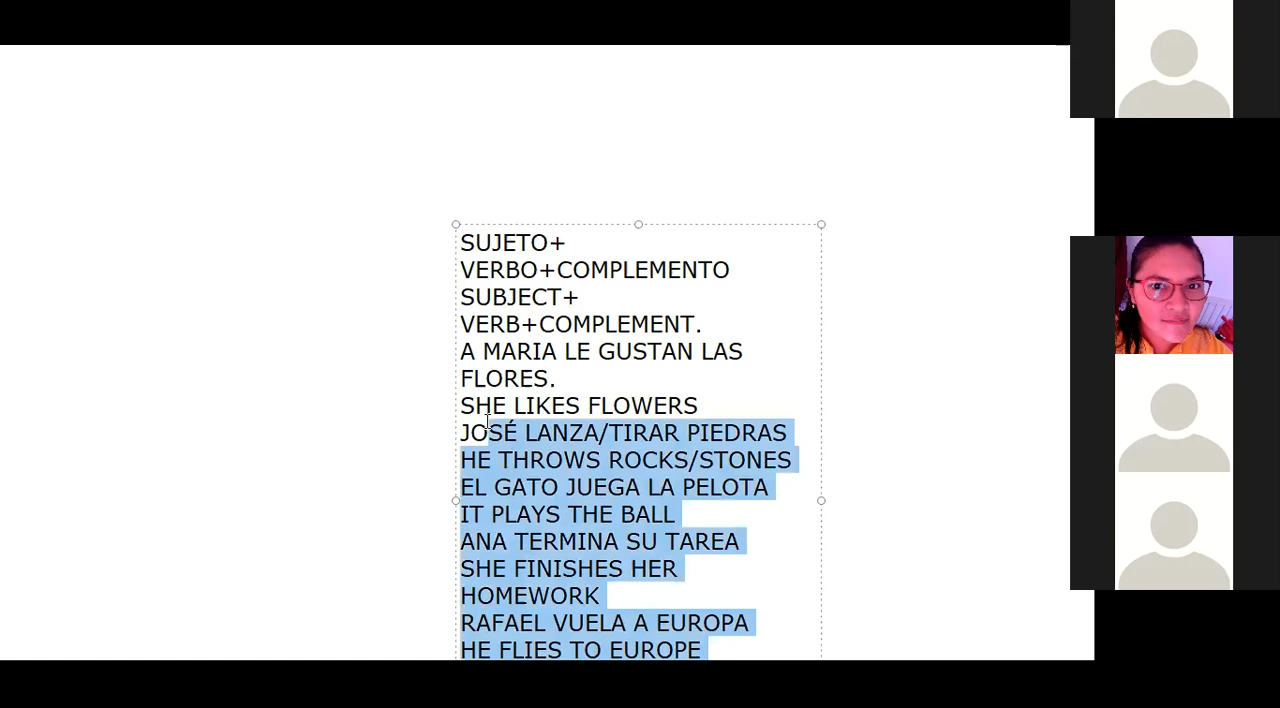 SUJETO+
VERBO+COMPLEMENTO
SUBJECT+
VERB+COMPLEMENT.
A MARIA LE GUSTAN LAS
FLORES.
SHE LIKES FLOWERS
JOSÉ LANZA/TIRAR PIEDRAS
HE THROWS ROCKS/STONES
EL GATO JUEGA LA PELOTA
IT PLAYS THE BALL
ANA TERMINA SU TAREA
SHE FINISHES HER
HOMEWORK
RAFAEL VUELA A EUROPA
HE FLIES TO EUROPE